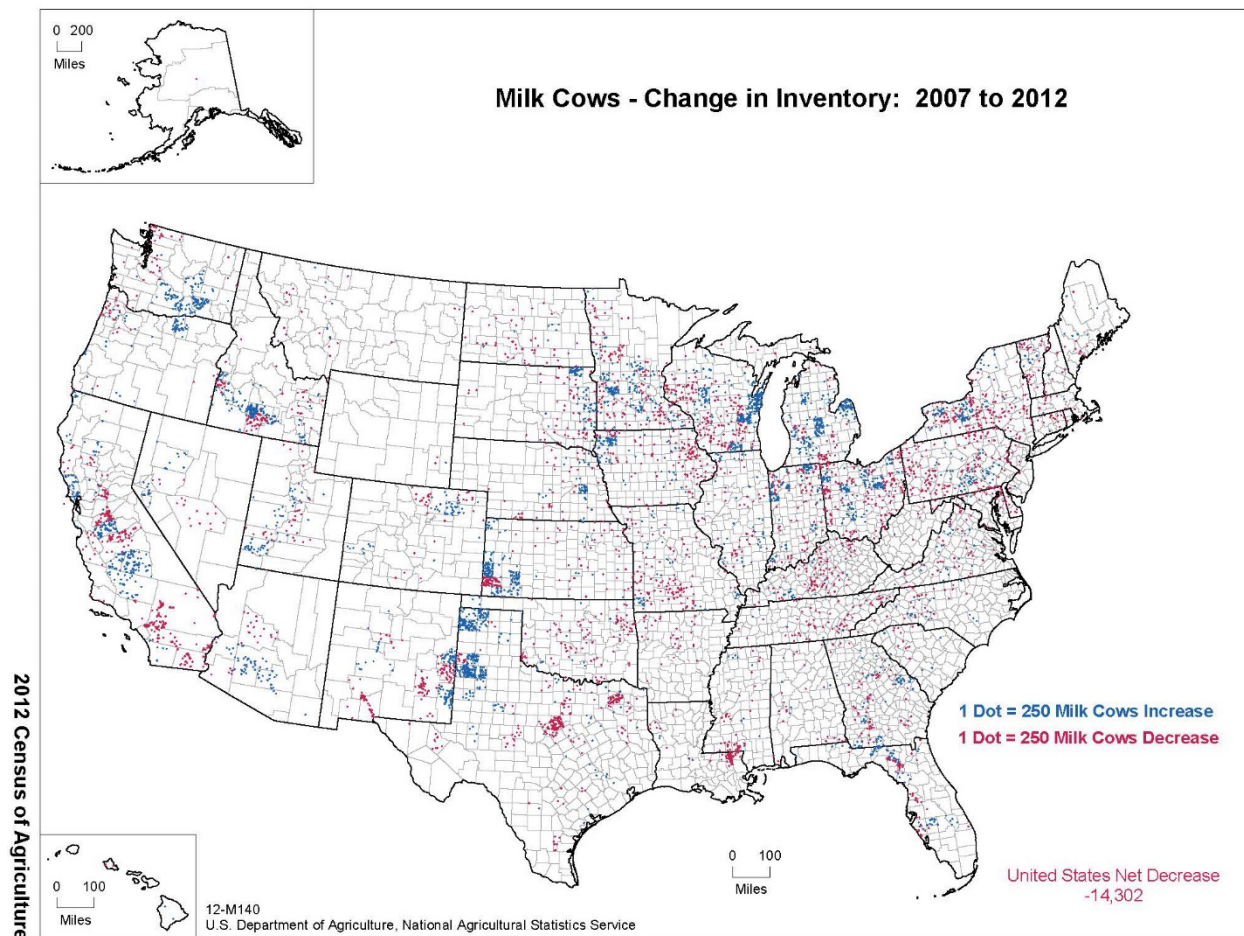 0 200
Miles
Milk Cows - Change in Inventory: 2007 to 2012
1 Dot = 250 Milk Cows Increase
1 Dot = 250 Milk Cows Decrease
United States Net Decrease
-14,302
0 100
Miles
0 100
Miles
12-M140
U.S. Department of Agriculture, National Agricultural Statistics Service
2012 Census of Agriculture